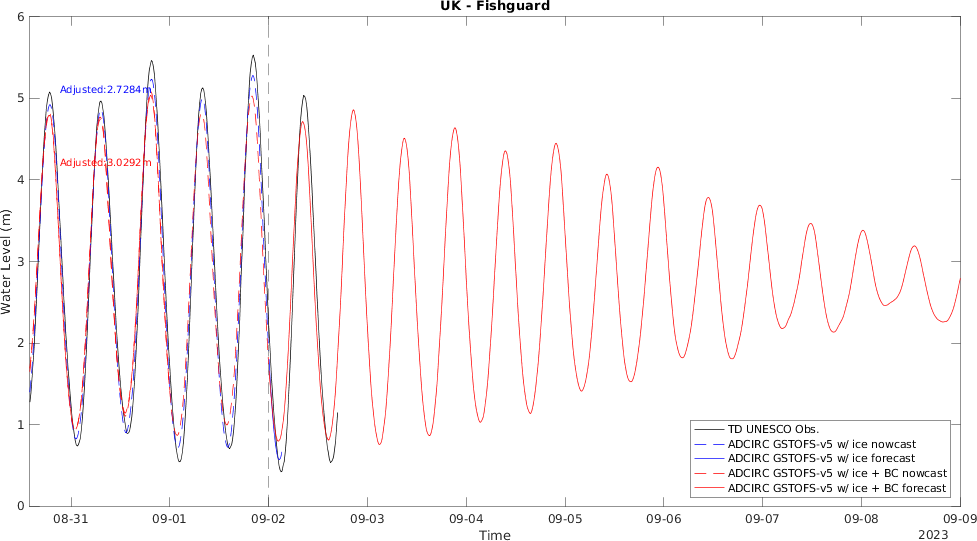 UK - Fishguard
6
5
4
3
2
1
0
Water Level (m)
Adjusted:2.7284m
Adjusted:3.0292m
TD UNESCO Obs.
ADCIRC GSTOFS-v5 w/ ice nowcast
ADCIRC GSTOFS-v5 w/ ice forecast
ADCIRC GSTOFS-v5 w/ ice + BC nowcast
ADCIRC GSTOFS-v5 w/ ice + BC forecast
08-31 09-01 09-02 09-03 09-04 09-05 09-06 09-07 09-08 09-09
Time
2023